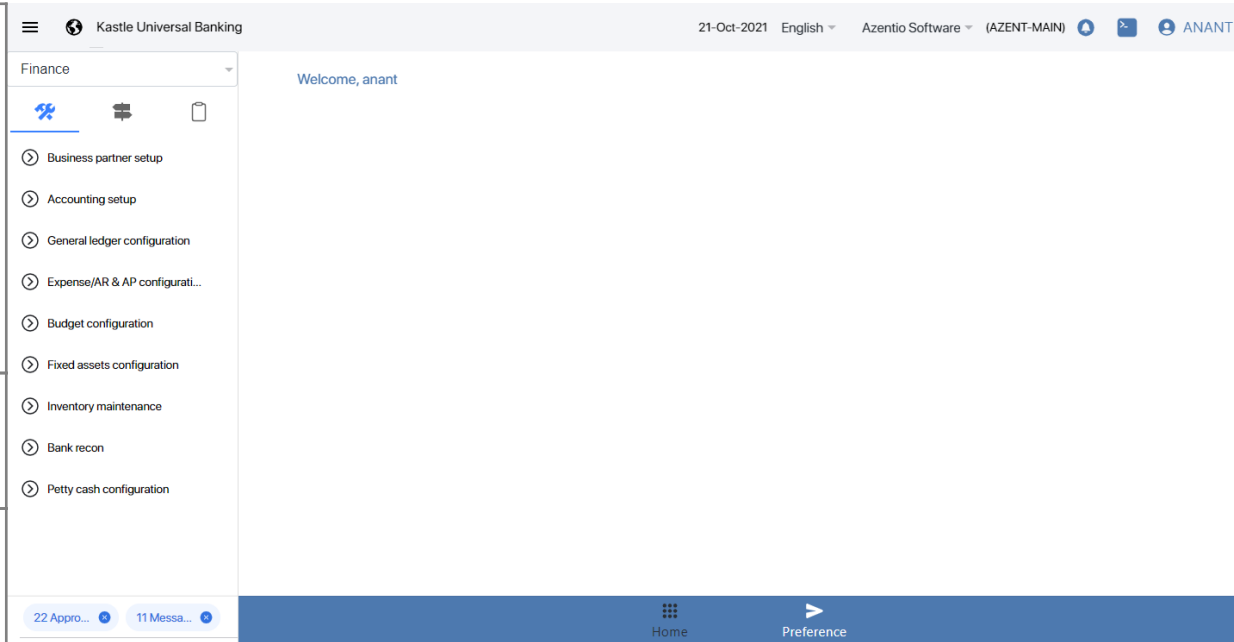 Kastle Universal Banking 21-Oct-2021 English Azentio Software (AZENT-MAIN) ANANT
Finance
Welcome, anant
Business partner setup
Accounting setup
General ledger configuration
Expense/AR & AP configurati...
Budget configuration
Fixed assets configuration
Inventory maintenance
Bank recon
Petty cash configuration
22 Appro... 11 Messa...
Home Preference